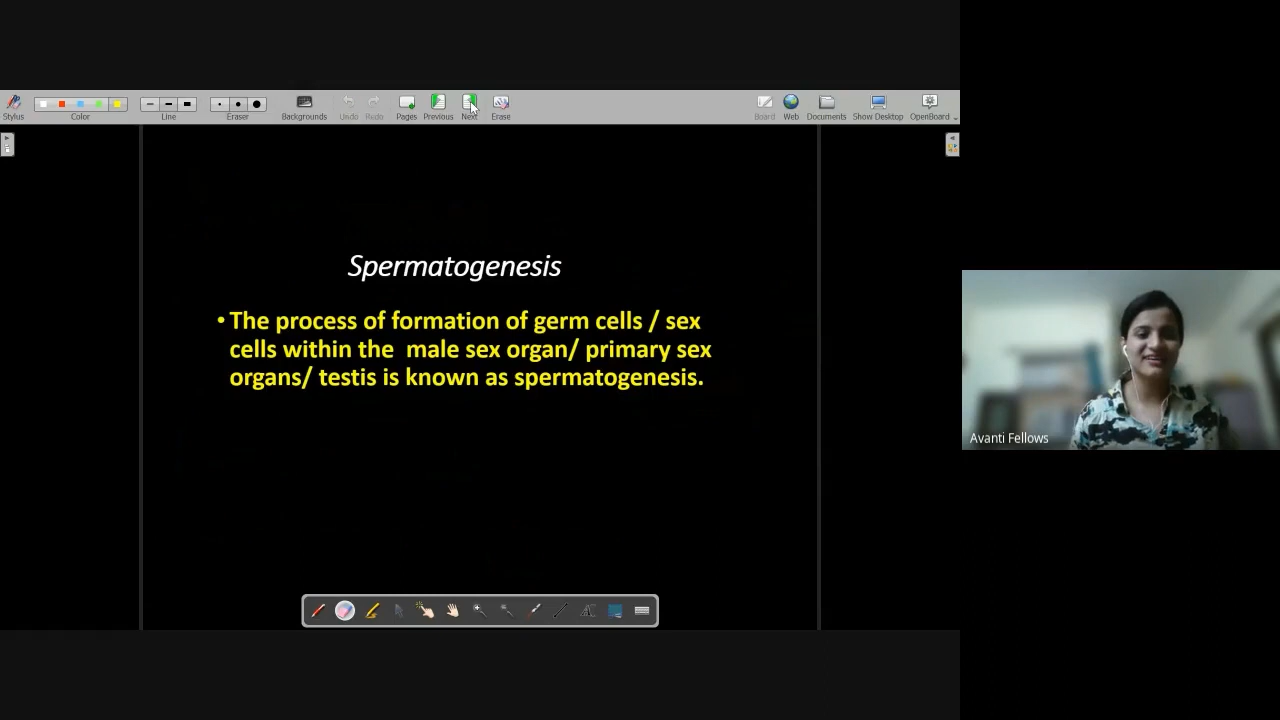 Stylus
Color
Line
Eraser
Backgrounds
Undo
Redo
Pages
Previous
Next
Erase
Board
Web
Documents
Show Desktop
OpenBoard
Spermatogenesis
• The process of formation of germ cells / sex
cells within the male sex organ/ primary sex
organs/ testis is known as spermatogenesis.
Avanti Fellows